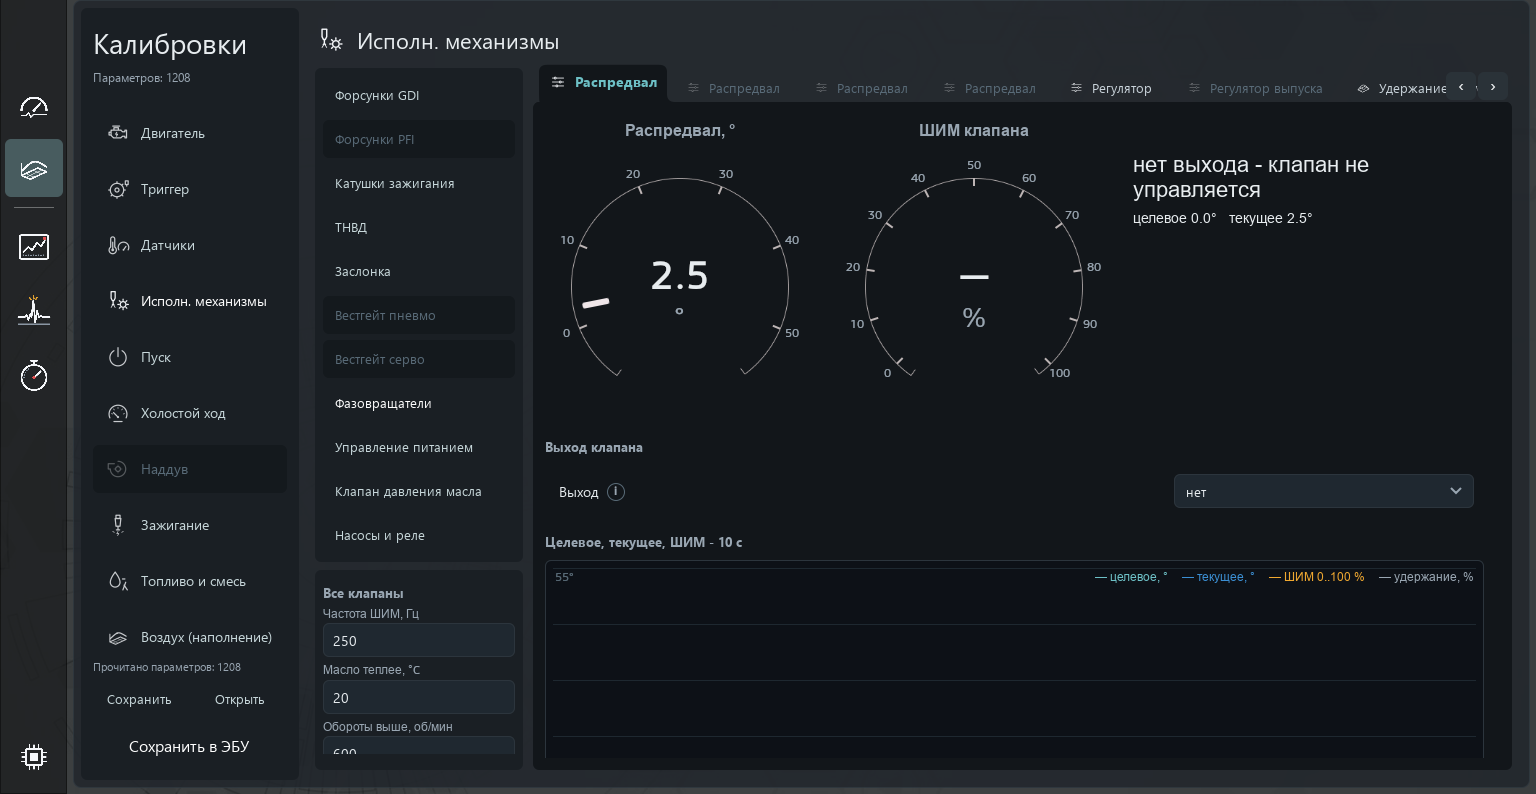 Калибровки
Параметров: 1208
Двигатель
Триггер
Датчики
Исполн. механизмы
Пуск
Холостой ход
Наддув
Зажигание
Топливо и смесь
Воздух (наполнение)
Прочитано параметров: 1208
Сохранить Открыть
Сохранить в ЭБУ
Исполн. механизмы
Форсунки GDI
Форсунки PFI
Катушки зажигания
ТНВД
Заслонка
Вестгейт пневмо
Вестгейт серво
Фазовращатели
Управление питанием
Клапан давления масла
Насосы и реле
Все клапаны
Частота ШИМ, Гц
250
Масло теплее, °C
20
Обороты выше, об/мин
600
Распредвал Распредвал Распредвал Распредвал Регулятор Регулятор выпуска Удержание
Распредвал, °
0 10 20 30 40 50
2.5
°
ШИМ клапана
0 10 20 30 40 50 60 70 80 90 100
—
%
нет выхода - клапан не
управляется
целевое 0.0° текущее 2.5°
Выход клапана
Выход
нет
Целевое, текущее, ШИМ - 10 с
55° — целевое, ° — текущее, ° — ШИМ 0..100 % — удержание, %